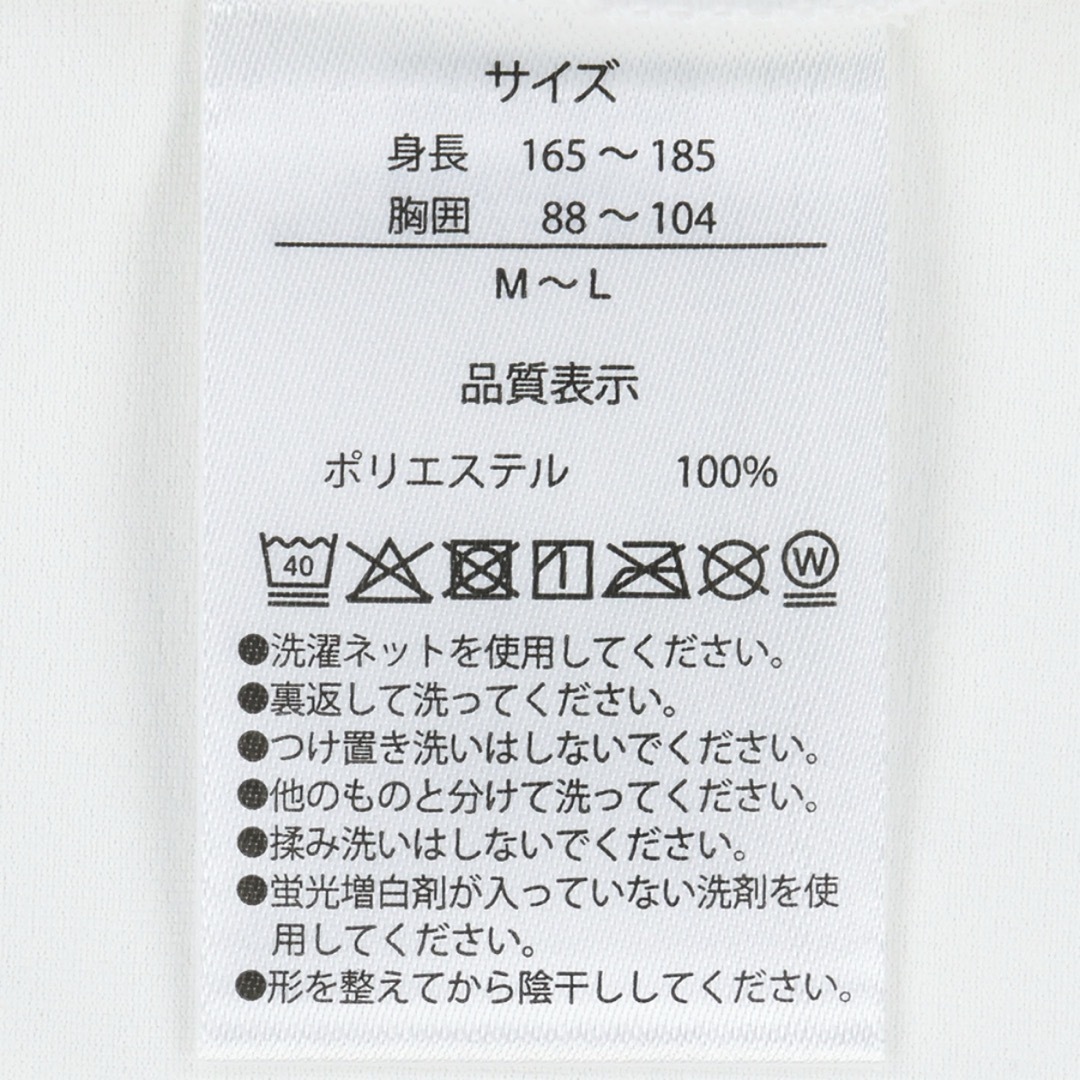 サイズ
身長 165～185
胸囲 88～104
M～L
品質表示
ポリエステル 100%
40 W
●洗濯ネットを使用してください。
●裏返して洗ってください。
●つけ置き洗いはしないでください。
●他のものと分けて洗ってください。
●揉み洗いはしないでください。
●蛍光増白剤が入っていない洗剤を使
用してください。
●形を整えてから陰干ししてください。